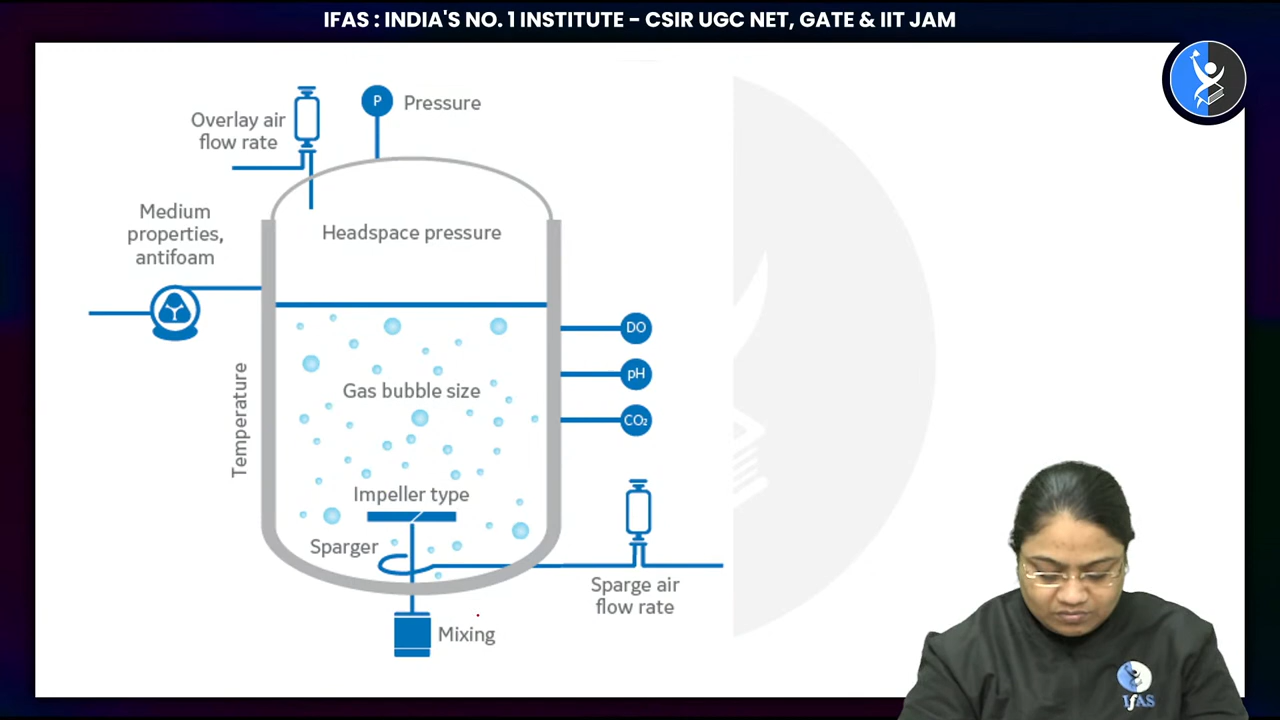 IFAS : INDIA'S NO. 1 INSTITUTE – CSIR UGC NET, GATE & IIT JAM
P
Pressure
Overlay air
flow rate
Medium
properties,
antifoam
Headspace pressure
DO
pH
CO₂
Gas bubble size
Temperature
Impeller type
Sparger
Sparge air
flow rate
Mixing
IFAS